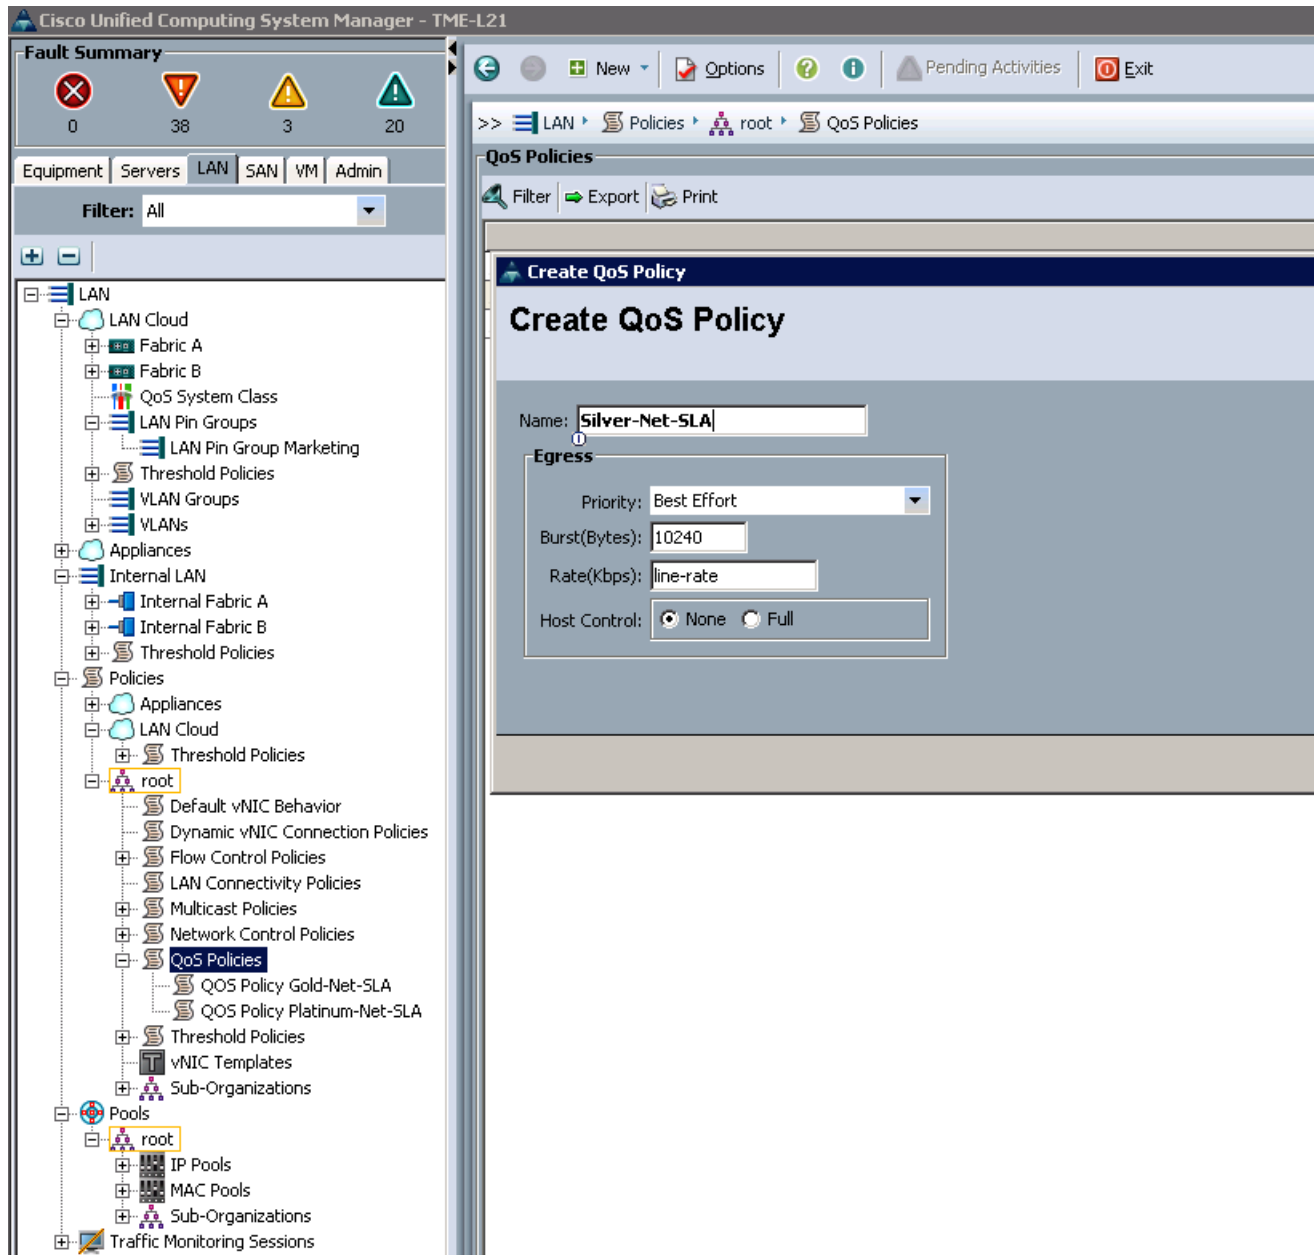 Cisco Unified Computing System Manager - TME-L21
Fault Summary
0 38 3 20
Equipment Servers LAN SAN VM Admin
Filter: All
LAN
LAN Cloud
Fabric A
Fabric B
QoS System Class
LAN Pin Groups
LAN Pin Group Marketing
Threshold Policies
VLAN Groups
VLANs
Appliances
Internal LAN
Internal Fabric A
Internal Fabric B
Threshold Policies
Policies
Appliances
LAN Cloud
Threshold Policies
root
Default vNIC Behavior
Dynamic vNIC Connection Policies
Flow Control Policies
LAN Connectivity Policies
Multicast Policies
Network Control Policies
QoS Policies
QOS Policy Gold-Net-SLA
QOS Policy Platinum-Net-SLA
Threshold Policies
vNIC Templates
Sub-Organizations
Pools
root
IP Pools
MAC Pools
Sub-Organizations
Traffic Monitoring Sessions
New Options Pending Activities Exit
>> LAN Policies root QoS Policies
QoS Policies
Filter Export Print
Create QoS Policy
Create QoS Policy
Name: Silver-Net-SLA
Egress
Priority: Best Effort
Burst(Bytes): 10240
Rate(Kbps): line-rate
Host Control: None Full